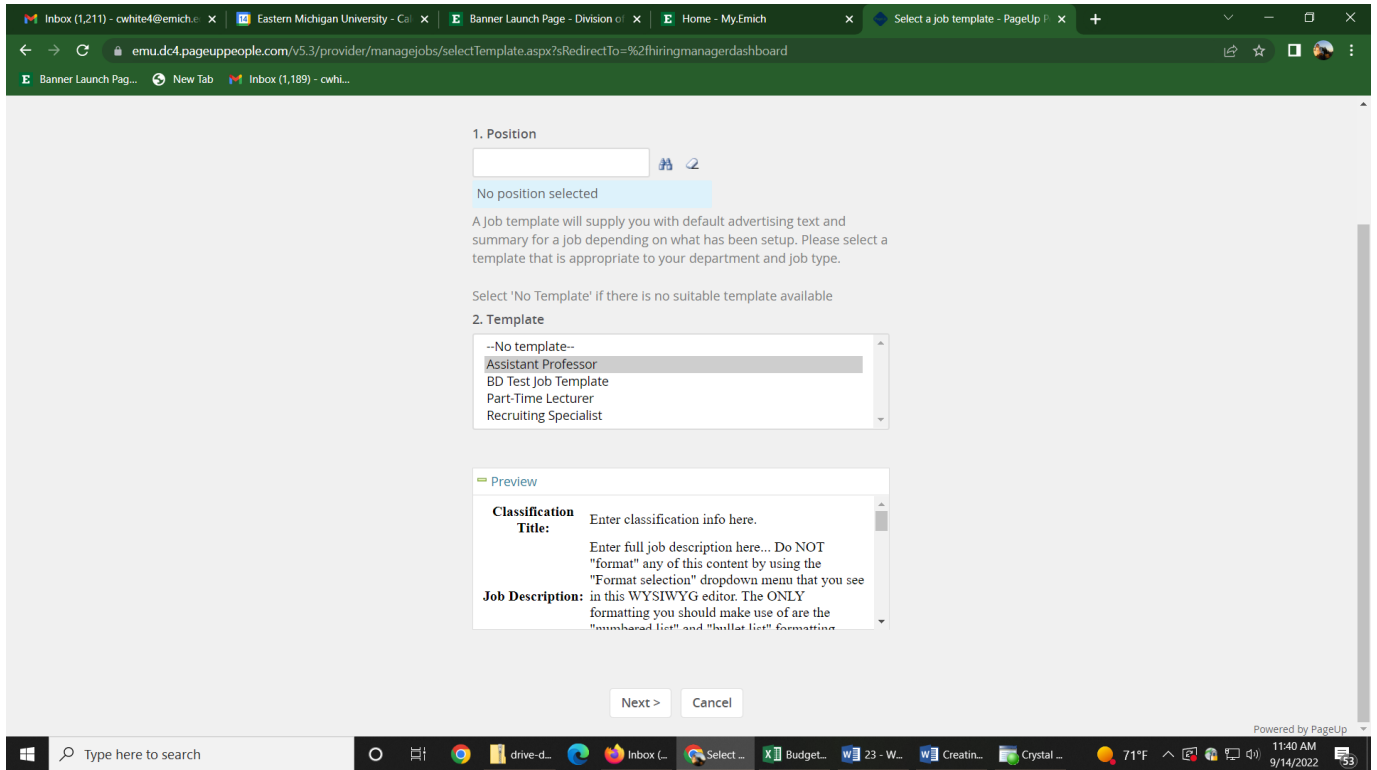 Inbox (1,211) - cwhite4@emich.e
Eastern Michigan University - Cal
Banner Launch Page - Division of
Home - My.Emich
Select a job template - PageUp P
emu.dc4.pageuppeople.com/v5.3/provider/managejobs/selectTemplate.aspx?sRedirectTo=%2fhiringmanagerdashboard
Banner Launch Pag...
New Tab
Inbox (1,189) - cwhi...
1. Position
No position selected
A Job template will supply you with default advertising text and
summary for a job depending on what has been setup. Please select a
template that is appropriate to your department and job type.
Select 'No Template' if there is no suitable template available
2. Template
--No template--
Assistant Professor
BD Test Job Template
Part-Time Lecturer
Recruiting Specialist
Preview
Classification
Title:
Enter classification info here.
Job Description:
Enter full job description here... Do NOT
"format" any of this content by using the
"Format selection" dropdown menu that you see
in this WYSIWYG editor. The ONLY
formatting you should make use of are the
"numbered list" and "bullet list" formatting
Next >
Cancel
Powered by PageUp
Type here to search
drive-d...
Inbox (...
Select ...
Budget...
23 - W...
Creatin...
Crystal ...
71°F
11:40 AM
9/14/2022
53